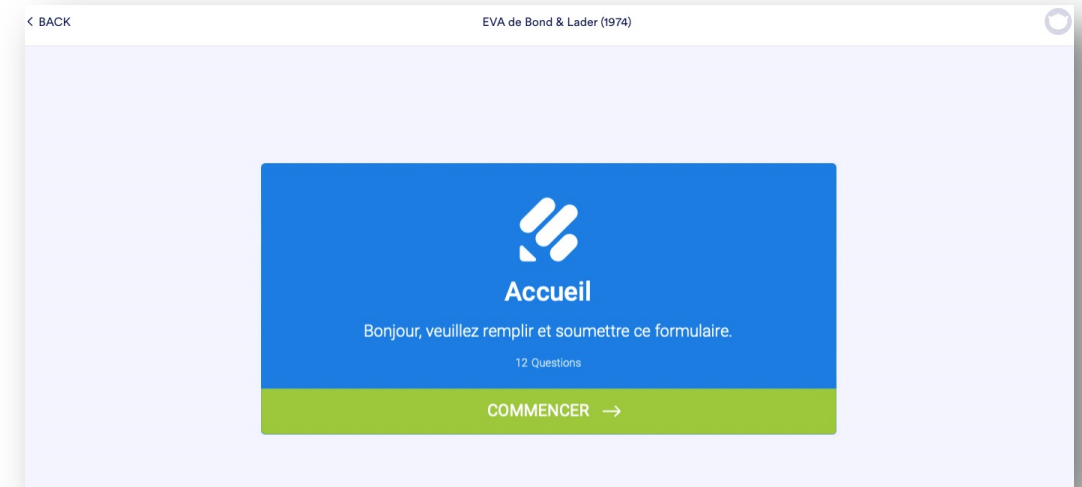 < BACK
EVA de Bond & Lader (1974)
Accueil
Bonjour, veuillez remplir et soumettre ce formulaire.
12 Questions
COMMENCER →